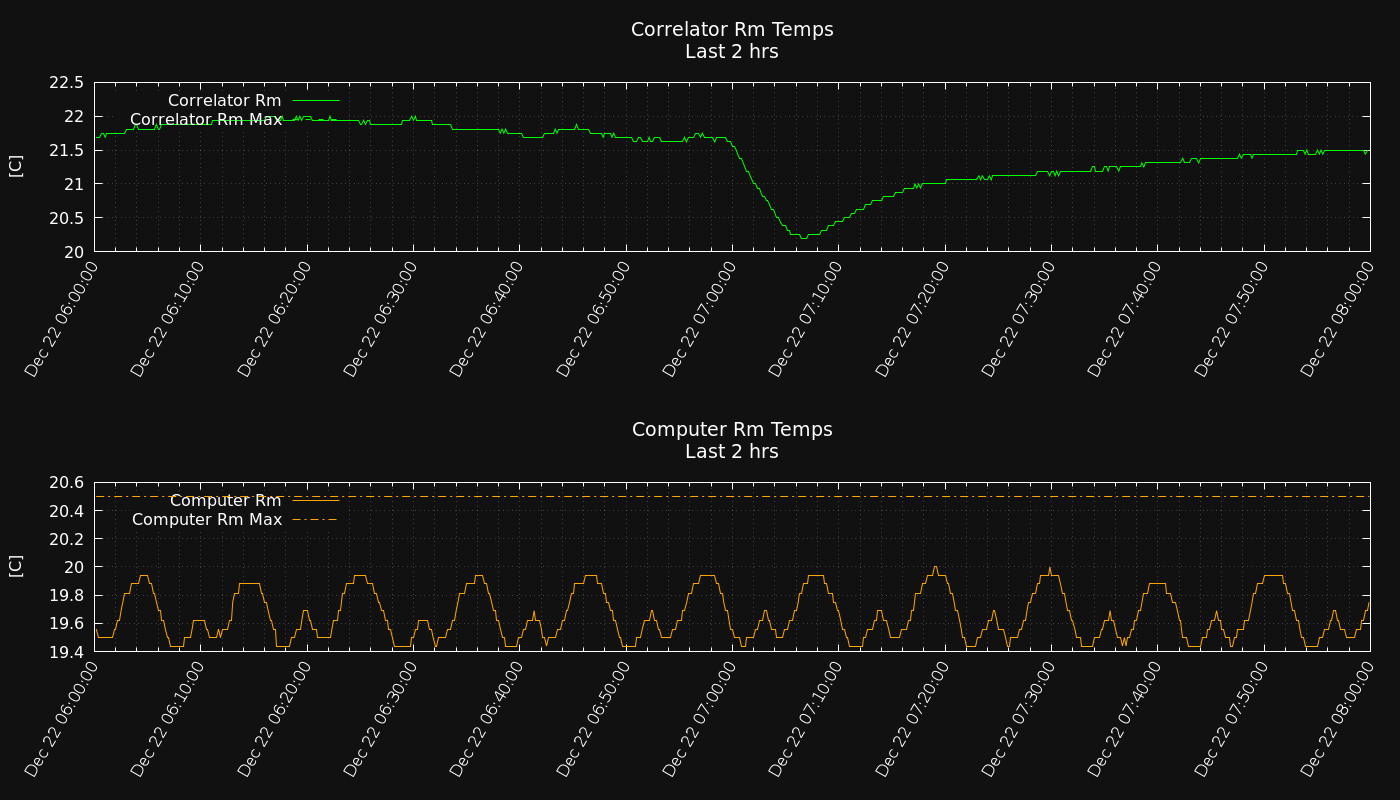 Correlator Rm Temps
Last 2 hrs
22.5
22
21.5
21
20.5
20
[C]
Correlator Rm
Correlator Rm Max
Dec 22 06:00:00
Dec 22 06:10:00
Dec 22 06:20:00
Dec 22 06:30:00
Dec 22 06:40:00
Dec 22 06:50:00
Dec 22 07:00:00
Dec 22 07:10:00
Dec 22 07:20:00
Dec 22 07:30:00
Dec 22 07:40:00
Dec 22 07:50:00
Dec 22 08:00:00
Computer Rm Temps
Last 2 hrs
20.6
20.4
20.2
20
19.8
19.6
19.4
[C]
Computer Rm
Computer Rm Max
Dec 22 06:00:00
Dec 22 06:10:00
Dec 22 06:20:00
Dec 22 06:30:00
Dec 22 06:40:00
Dec 22 06:50:00
Dec 22 07:00:00
Dec 22 07:10:00
Dec 22 07:20:00
Dec 22 07:30:00
Dec 22 07:40:00
Dec 22 07:50:00
Dec 22 08:00:00